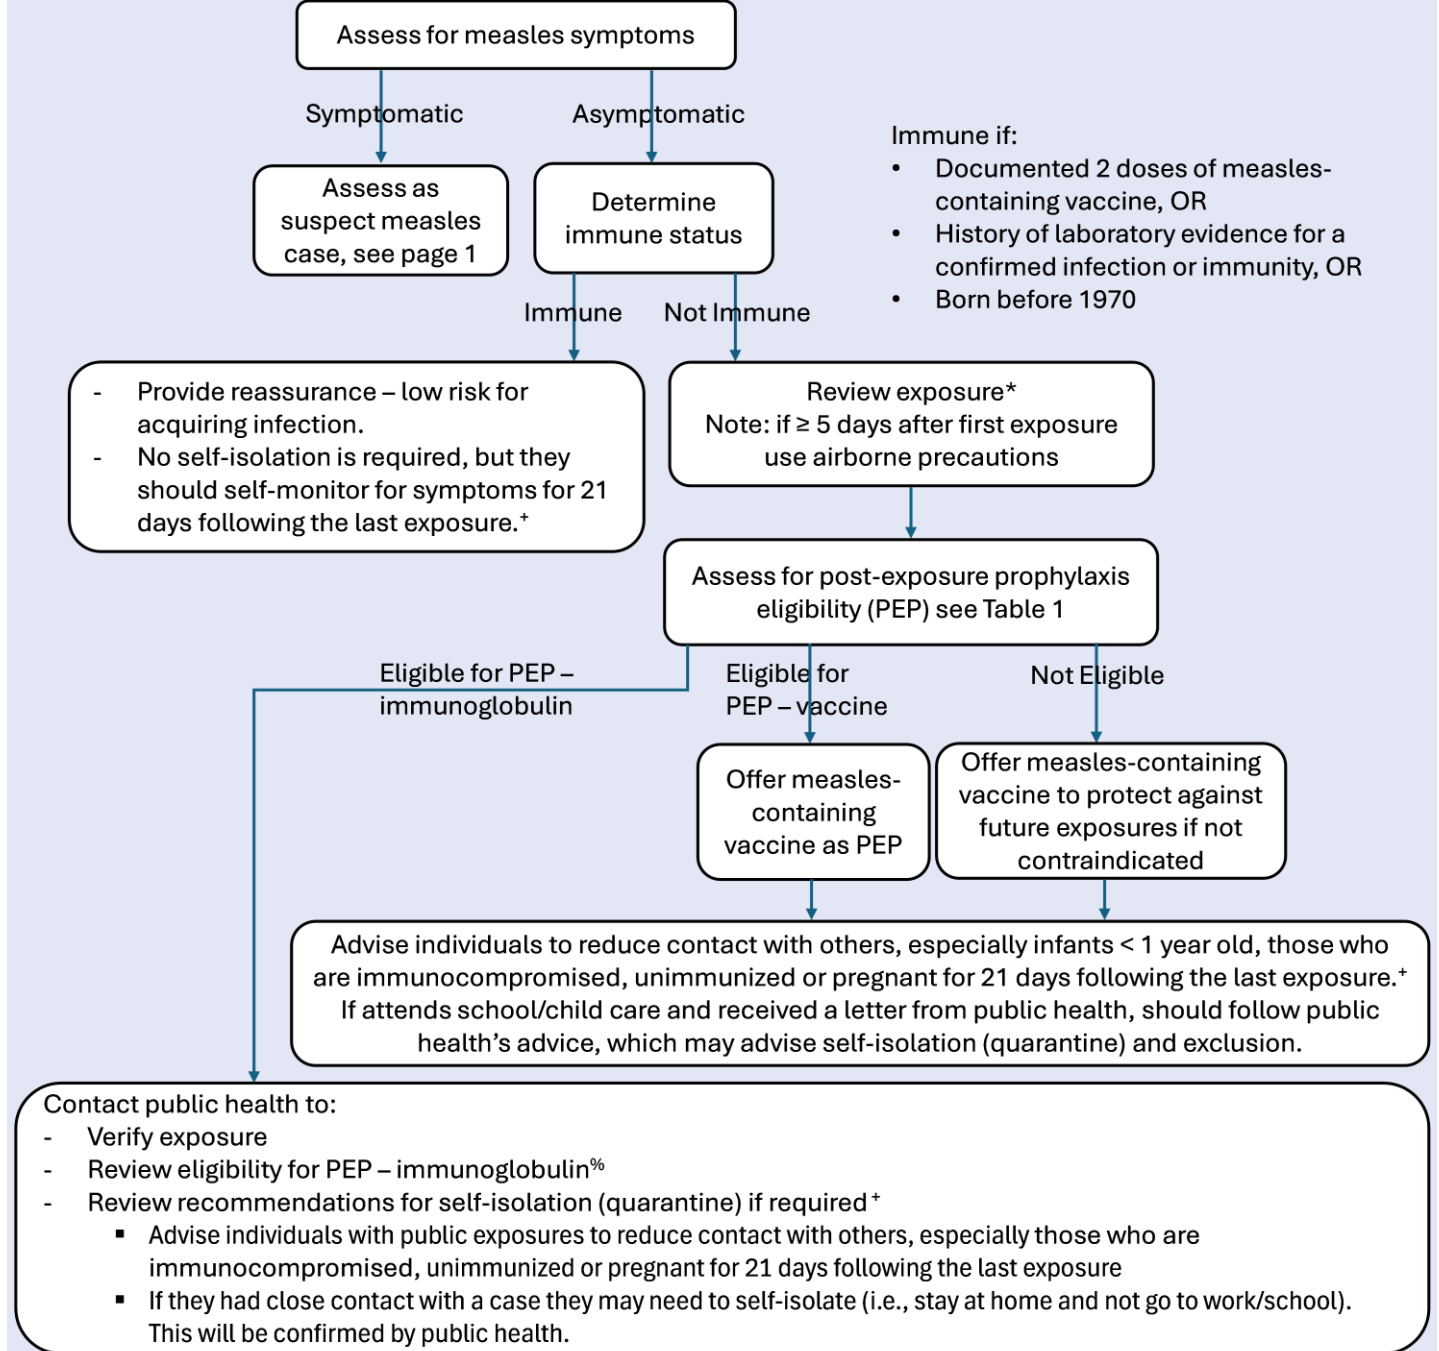 Assess for measles symptoms
Symptomatic
Asymptomatic
Immune if:
• Documented 2 doses of measles-
containing vaccine, OR
• History of laboratory evidence for a
confirmed infection or immunity, OR
• Born before 1970
Assess as
suspect measles
case, see page 1
Determine
immune status
Immune
Not Immune
- Provide reassurance – low risk for
acquiring infection.
- No self-isolation is required, but they
should self-monitor for symptoms for 21
days following the last exposure.⁺
Review exposure*
Note: if ≥ 5 days after first exposure
use airborne precautions
Assess for post-exposure prophylaxis
eligibility (PEP) see Table 1
Eligible for PEP –
immunoglobulin
Eligible for
PEP – vaccine
Not Eligible
Offer measles-
containing
vaccine as PEP
Offer measles-containing
vaccine to protect against
future exposures if not
contraindicated
Advise individuals to reduce contact with others, especially infants < 1 year old, those who
are immunocompromised, unimmunized or pregnant for 21 days following the last exposure.⁺
If attends school/child care and received a letter from public health, should follow public
health’s advice, which may advise self-isolation (quarantine) and exclusion.
Contact public health to:
- Verify exposure
- Review eligibility for PEP – immunoglobulin%
- Review recommendations for self-isolation (quarantine) if required ⁺
▪ Advise individuals with public exposures to reduce contact with others, especially those who are
immunocompromised, unimmunized or pregnant for 21 days following the last exposure
▪ If they had close contact with a case they may need to self-isolate (i.e., stay at home and not go to work/school).
This will be confirmed by public health.